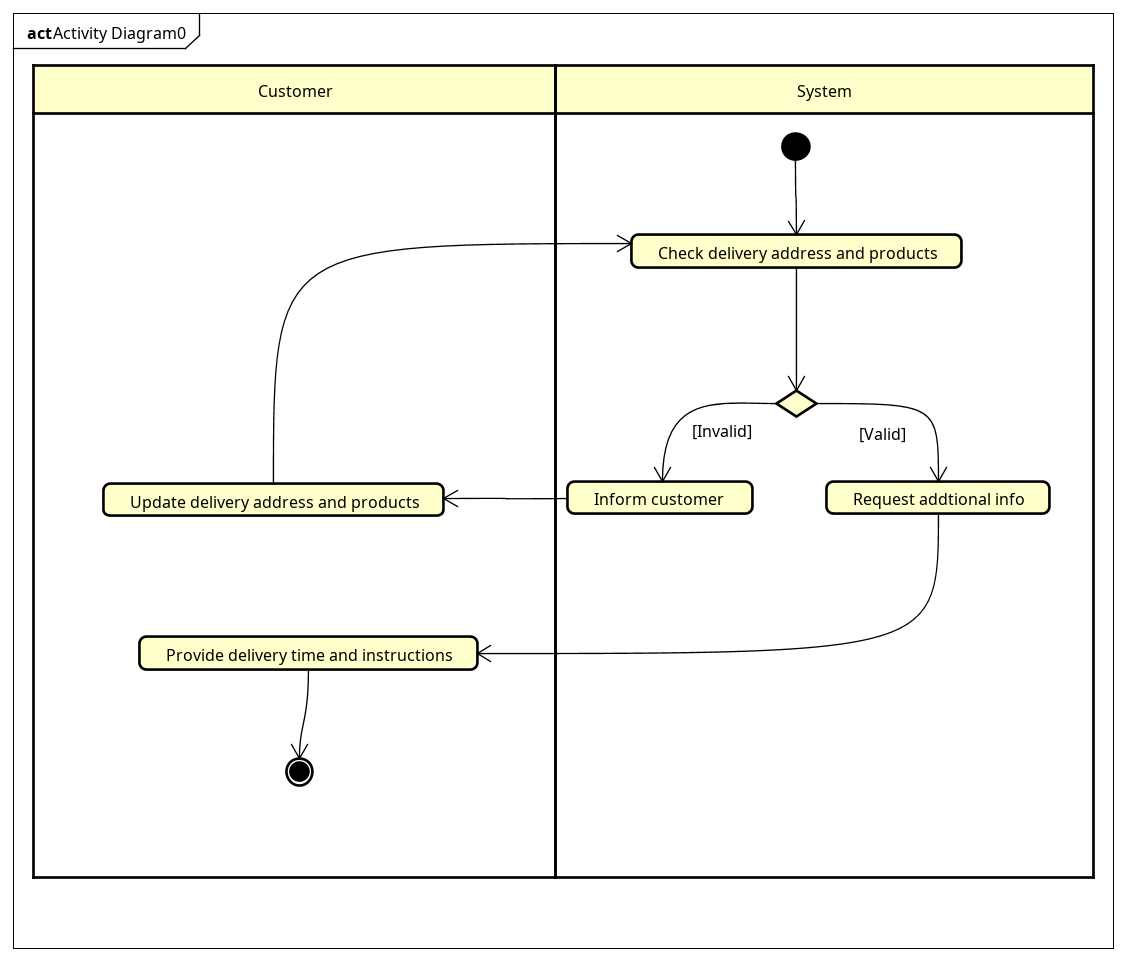 act Activity Diagram0
Customer
System
Check delivery address and products
[Invalid]
[Valid]
Update delivery address and products
Inform customer
Request addtional info
Provide delivery time and instructions